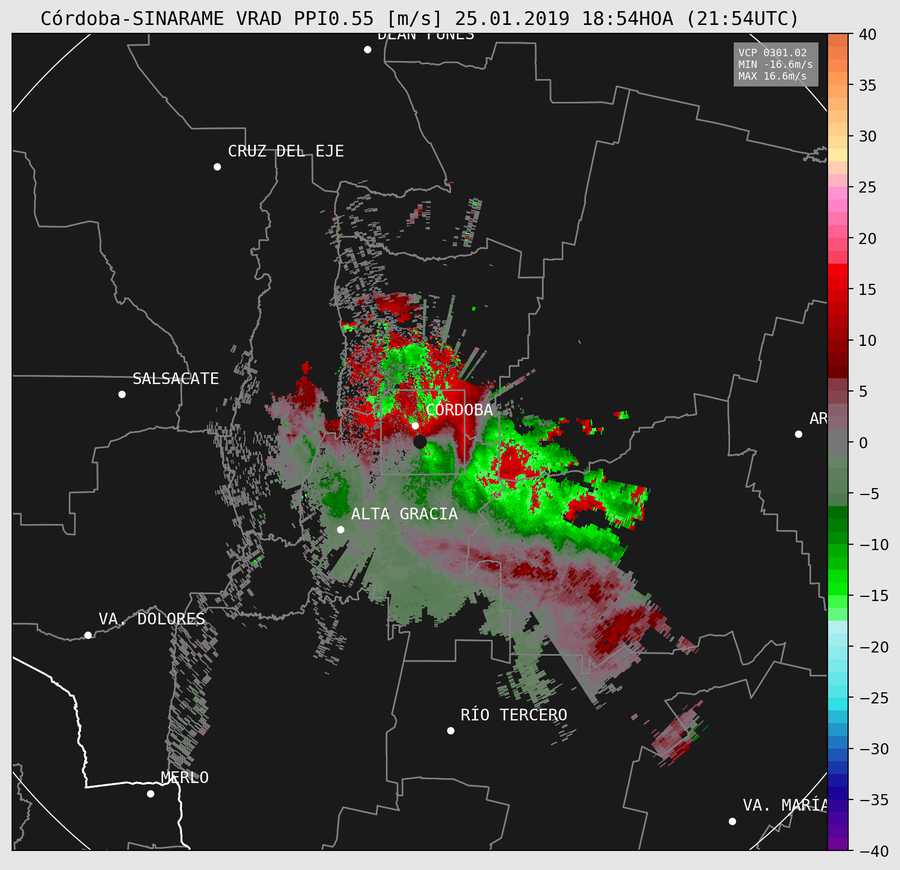 Córdoba-SINARAME VRAD PPI0.55 [m/s] 25.01.2019 18:54HOA (21:54UTC)
DEAN FUNES
VCP 0301.02
MIN -16.6m/s
MAX 16.6m/s
CRUZ DEL EJE
SALSACATE
CÓRDOBA
AR
ALTA GRACIA
VA. DOLORES
RÍO TERCERO
MERLO
VA. MARÍA
40
35
30
25
20
15
10
5
0
−5
−10
−15
−20
−25
−30
−35
−40